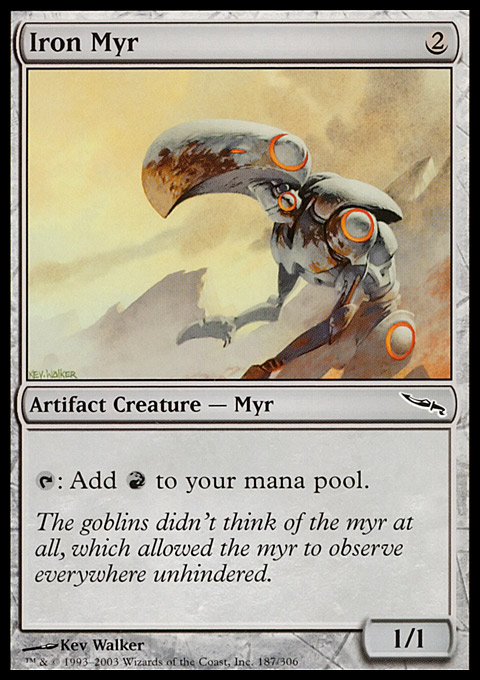 Iron Myr 2
KEV. WALKER
Artifact Creature — Myr
: Add to your mana pool.
The goblins didn't think of the myr at
all, which allowed the myr to observe
everywhere unhindered.
1/1
Kev Walker
™ & © 1993–2003 Wizards of the Coast, Inc. 187/306